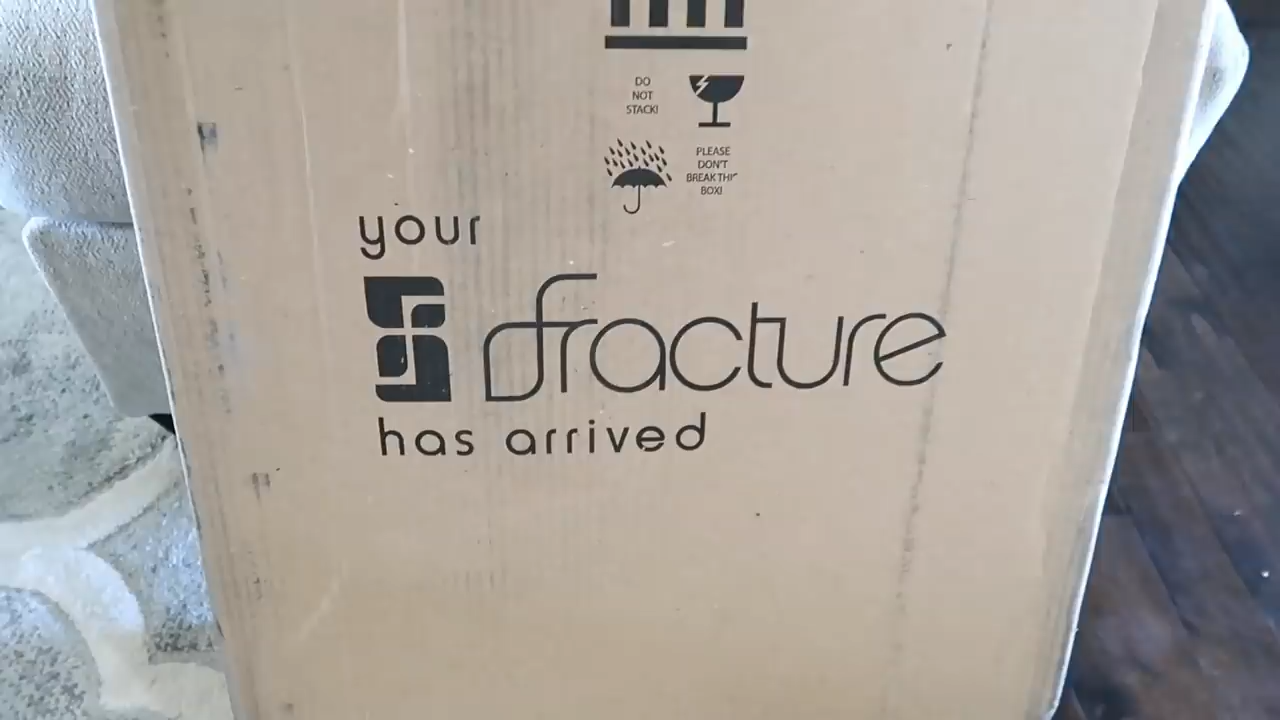 DO
NOT
STACK!
PLEASE
DON'T
BREAK THIS
BOX!
your
fracture
has arrived